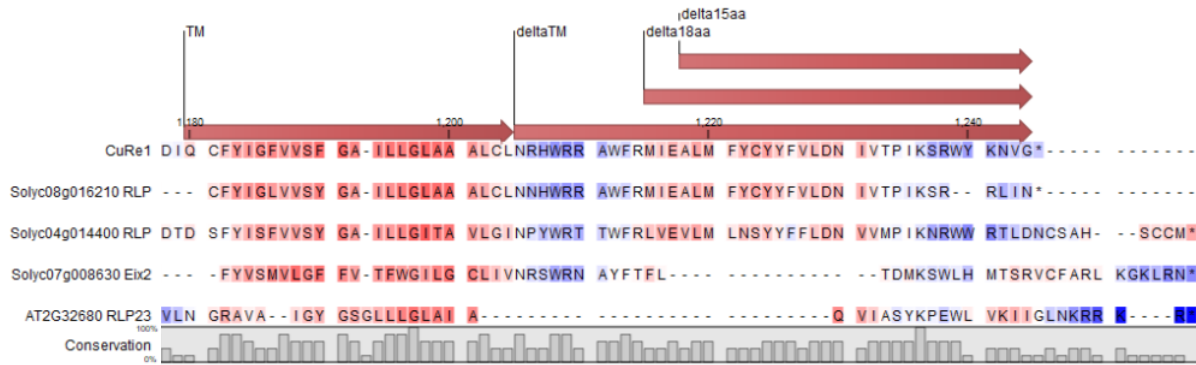 delta15aa
TM deltaTM delta18aa
1,180 1,200 1,220 1,240
CuRe1 DIQ CFYIGFVVSF GA-ILLGLAA ALCLNRHWRR AWFRMIEALM FYCYYFVLDN IVTPIKSRWY KNVG*----- -------
Solyc08g016210 RLP --- CFYIGLVVSY GA-ILLGLAA ALCLNNHWRR AWFRMIEALM FYCYYFVLDN IVTPIKSR-- RLIN*----- -------
Solyc04g014400 RLP DTD SFYISFVVSY GA-ILLGITA VLGINPYWRT TWFRLVEVLM LNSYYFFLDN VVMPIKNRWW RTLDNCSAH- --SCCM*
Solyc07g008630 Eix2 --- -FYVSMVLGF FV-TFWGILG CLIVNRSWRN AYFTFL---- ---------- ---TDMKSWLH MTSRVCFARL KGKLRN*
AT2G32680 RLP23 VLN GRAVA--IGY GSGLLLGLAI A--------- ---------- ---------Q VIASYKPEWL VKIIGLNKRR K----R*
100%
Conservation
0%